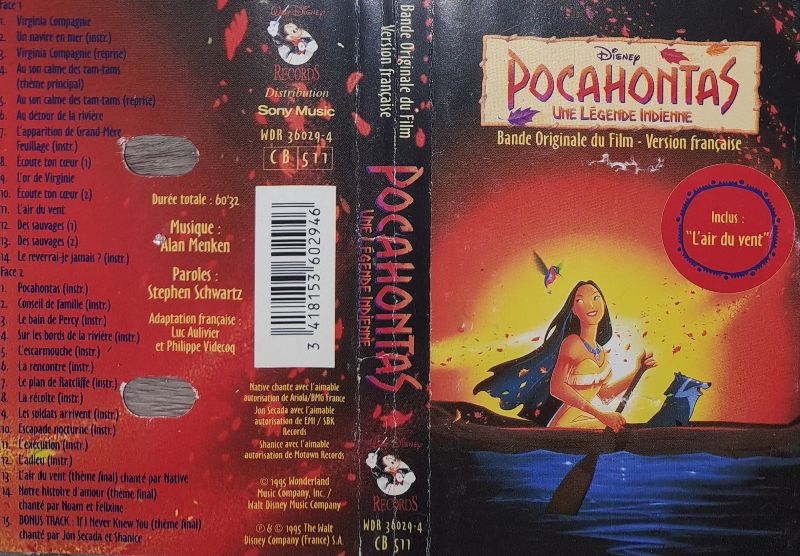 Face 1
1. Virginia Compagnie
2. Un navire en mer (instr.)
3. Virginia Compagnie (reprise)
4. Au son calme des tam-tams
(thème principal)
5. Au son calme des tam-tams (reprise)
6. Au détour de la rivière
7. L'apparition de Grand-Mère
Feuillage (instr.)
8. Écoute ton cœur (1)
9. L'or de Virginie
10. Écoute ton cœur (2)
11. L'air du vent
12. Des sauvages (1)
13. Des sauvages (2)
14. Le reverrai-je jamais ? (instr.)
Face 2
1. Pocahontas (instr.)
2. Conseil de famille (instr.)
3. Le bain de Percy (instr.)
4. Sur les bords de la rivière (instr.)
5. L'escarmouche (instr.)
6. La rencontre (instr.)
7. Le plan de Ratcliffe (instr.)
8. La récolte (instr.)
9. Les soldats arrivent (instr.)
10. Escapade nocturne (instr.)
11. L'exécution (instr.)
12. L'adieu (instr.)
13. L'air du vent (thème final) chanté par Native
14. Notre histoire d'amour (thème final)
chanté par Noam et Felixine
15. BONUS TRACK : If I Never Knew You (thème final)
chanté par Jon Secada et Shanice
WALT DISNEY
RECORDS
Distribution
Sony Music
WDR 36029-4
CB 511
Durée totale : 60'32
Musique :
Alan Menken
Paroles :
Stephen Schwartz
Adaptation française :
Luc Aulivier
et Philippe Videcoq
3 418153 602946
Native chante avec l'aimable
autorisation de Ariola/BMG France
Jon Secada avec l'aimable
autorisation de EMI / SBK
Records
Shanice avec l'aimable
autorisation de Motown Records
© 1995 Wonderland
Music Company, Inc. /
Walt Disney Music Company
℗ & © 1995 The Walt
Disney Company (France) S.A.
Bande Originale du Film
Version française
POCAHONTAS
UNE LÉGENDE INDIENNE
WALT DISNEY
RECORDS
WDR 36029-4
CB 511
DISNEY
POCAHONTAS
UNE LÉGENDE INDIENNE
Bande Originale du Film - Version française
Inclus :
"L'air du vent"